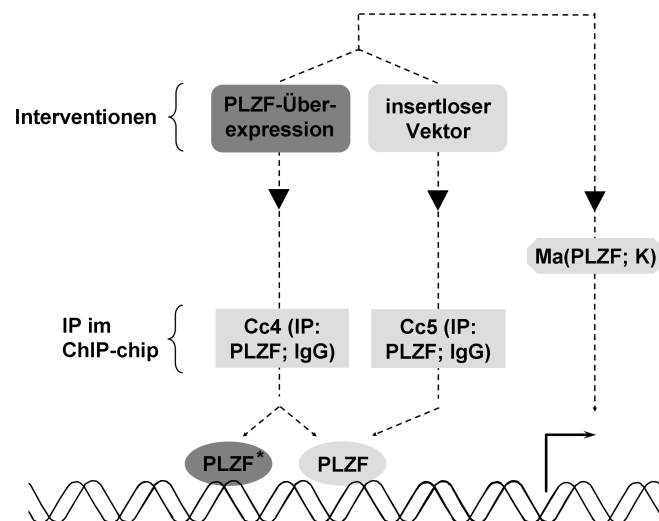 PLZF-Über-
expression
insertloser
Vektor
Interventionen
Ma(PLZF; K)
IP im
ChIP-chip
Cc4 (IP:
PLZF; IgG)
Cc5 (IP:
PLZF; IgG)
PLZF*
PLZF